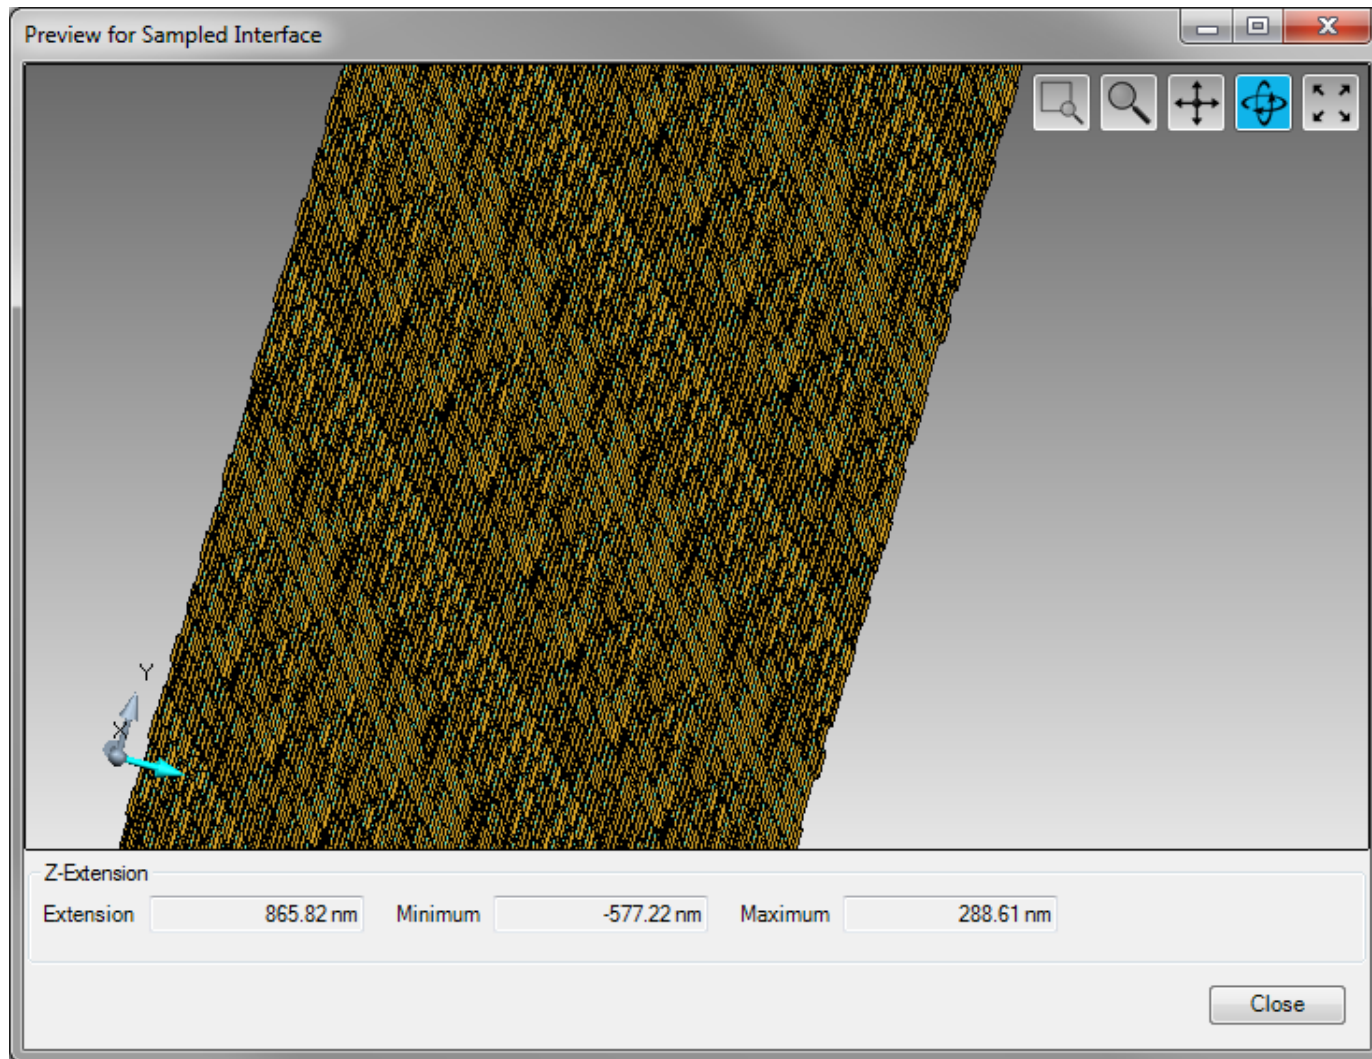 Preview for Sampled Interface
Y
X
Z-Extension
Extension 865.82 nm Minimum -577.22 nm Maximum 288.61 nm
Close